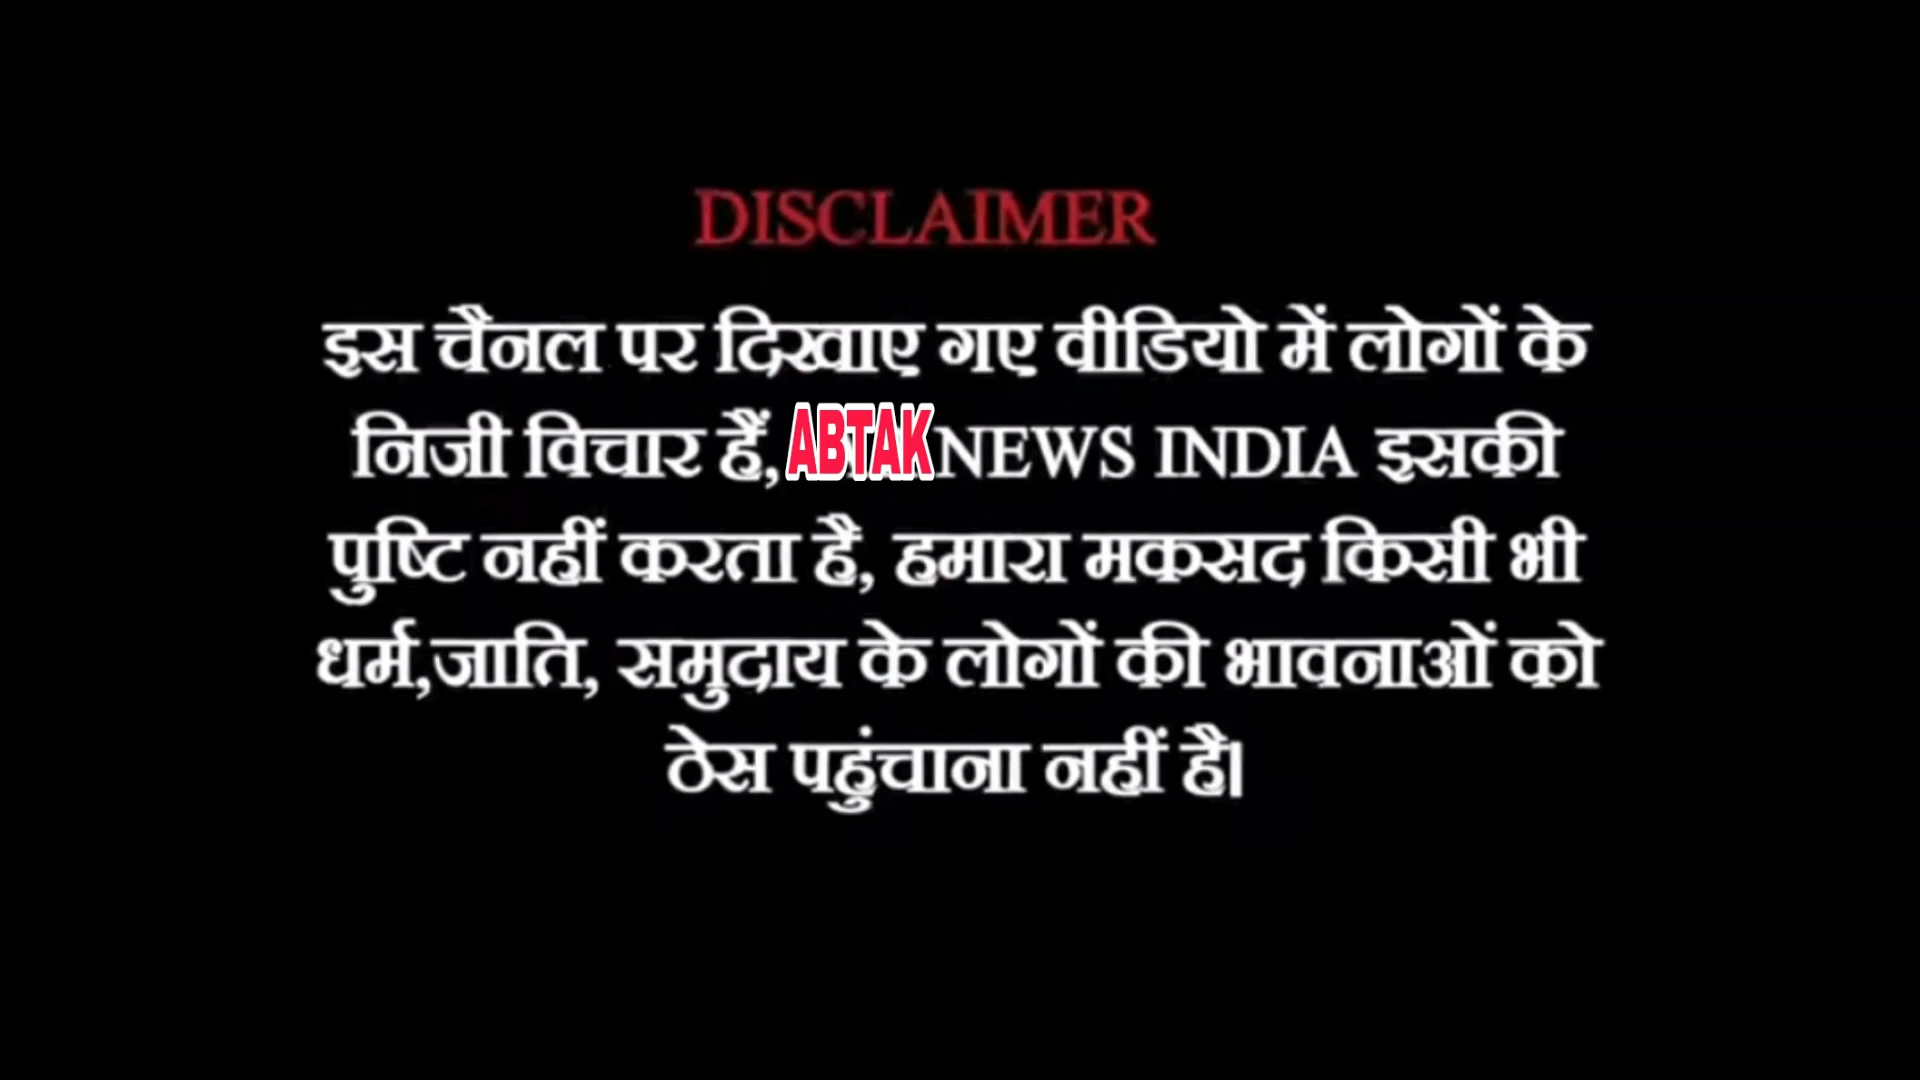 DISCLAIMER
इस चैनल पर दिखाए गए वीडियो में लोगों के
निजी विचार हैं, ABTAK NEWS INDIA इसकी
पुष्टि नहीं करता है, हमारा मकसद किसी भी
धर्म,जाति, समुदाय के लोगों की भावनाओं को
ठेस पहुंचाना नहीं है।